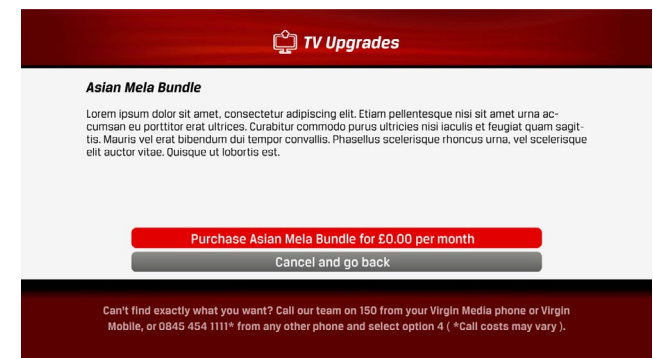 TV Upgrades
Asian Mela Bundle
Lorem ipsum dolor sit amet, consectetur adipiscing elit. Etiam pellentesque nisi sit amet urna ac-
cumsan eu porttitor erat ultrices. Curabitur commodo purus ultricies nisi iaculis et feugiat quam sagit-
tis. Mauris vel erat bibendum dui tempor convallis. Phasellus scelerisque rhoncus urna, vel scelerisque
elit auctor vitae. Quisque ut lobortis est.
Purchase Asian Mela Bundle for £0.00 per month
Cancel and go back
Can't find exactly what you want? Call our team on 150 from your Virgin Media phone or Virgin
Mobile, or 0845 454 1111* from any other phone and select option 4 ( *Call costs may vary ).